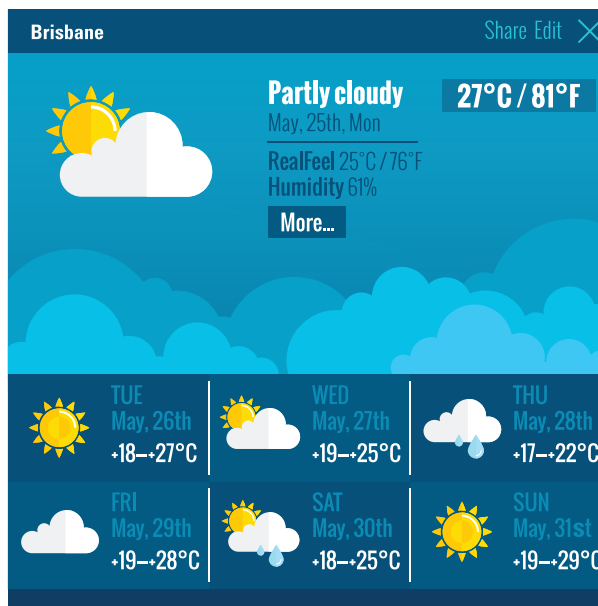 Brisbane
Share Edit
Partly cloudy
27°C / 81°F
May, 25th, Mon
RealFeel 25°C / 76°F
Humidity 61%
More...
TUE
May, 26th
+18–+27°C
WED
May, 27th
+19–+25°C
THU
May, 28th
+17–+22°C
FRI
May, 29th
+19–+28°C
SAT
May, 30th
+18–+25°C
SUN
May, 31st
+19–+29°C